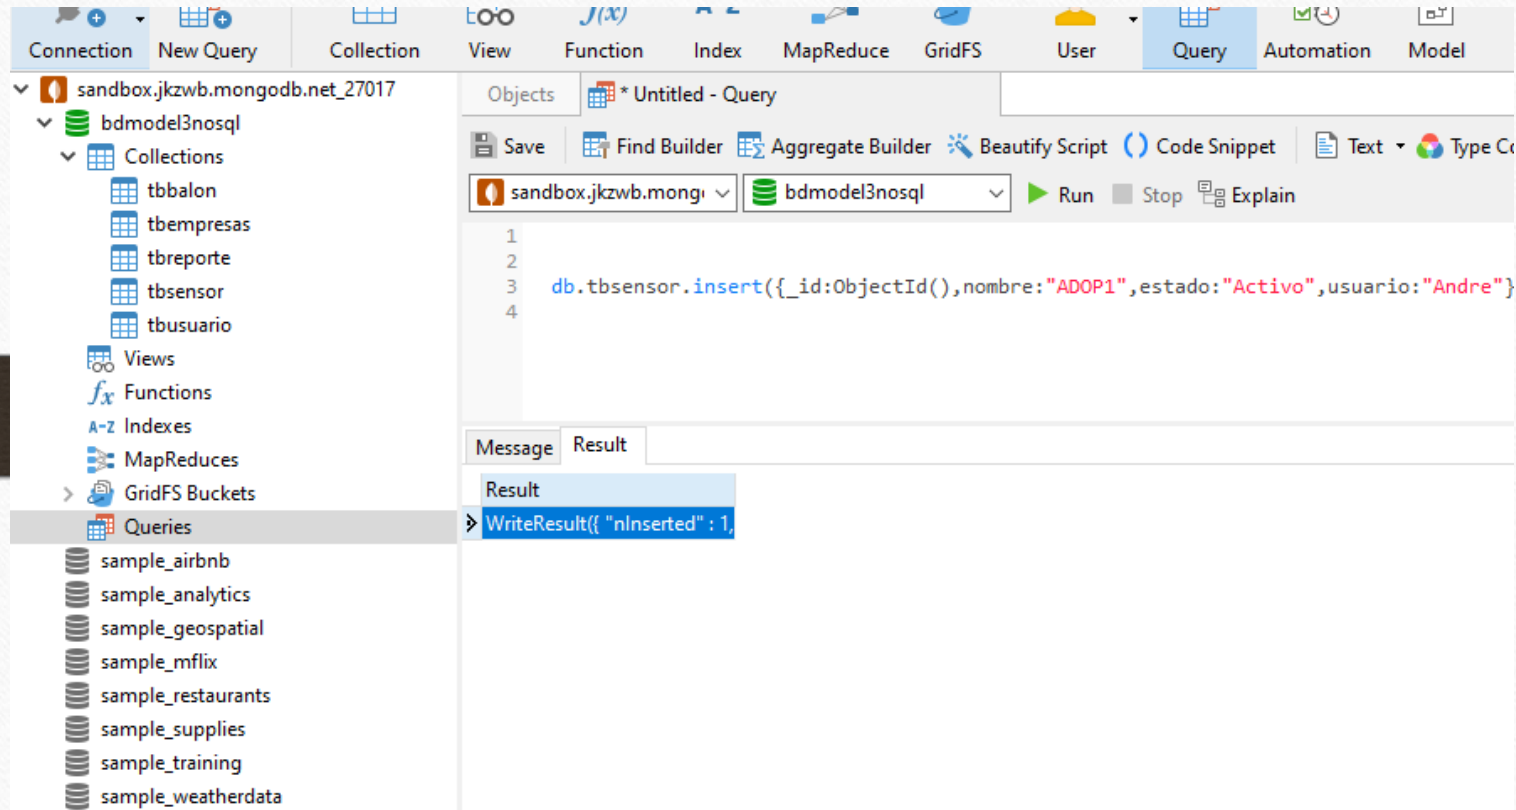 Connection New Query Collection View Function Index MapReduce GridFS User Query Automation Model
sandbox.jkzwb.mongodb.net_27017
bdmodel3nosql
Collections
tbbalon
tbempresas
tbreporte
tbsensor
tbusuario
Views
Functions
Indexes
MapReduces
GridFS Buckets
Queries
sample_airbnb
sample_analytics
sample_geospatial
sample_mflix
sample_restaurants
sample_supplies
sample_training
sample_weatherdata
Objects * Untitled - Query
Save Find Builder Aggregate Builder Beautify Script Code Snippet Text Type
sandbox.jkzwb.mong bdmodel3nosql Run Stop Explain
1
2
3 db.tbsensor.insert({_id:ObjectId(),nombre:"ADOP1",estado:"Activo",usuario:"Andre"}
4
Message Result
Result
WriteResult({ "nInserted" : 1,